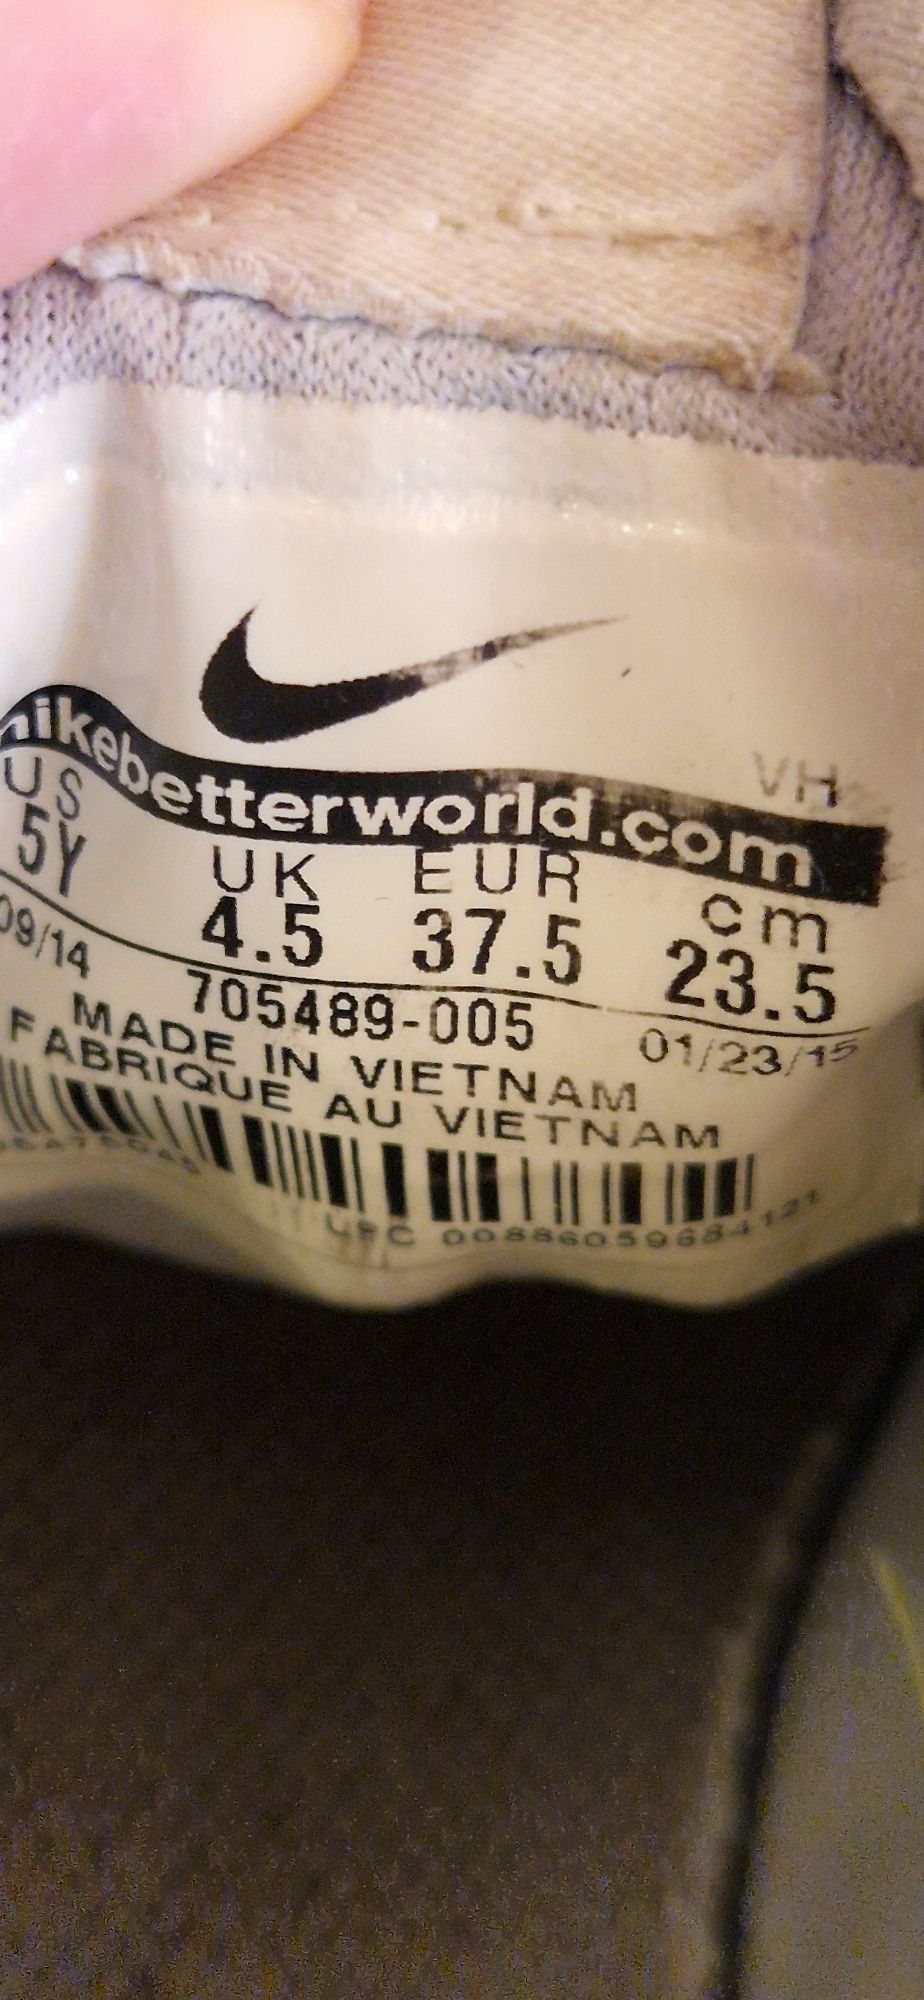 VH
nikebetterworld.com
US UK EUR cm
5Y 4.5 37.5 23.5
09/14 705489-005 01/23/15
MADE IN VIETNAM
FABRIQUE AU VIETNAM
UPC 00886059684121